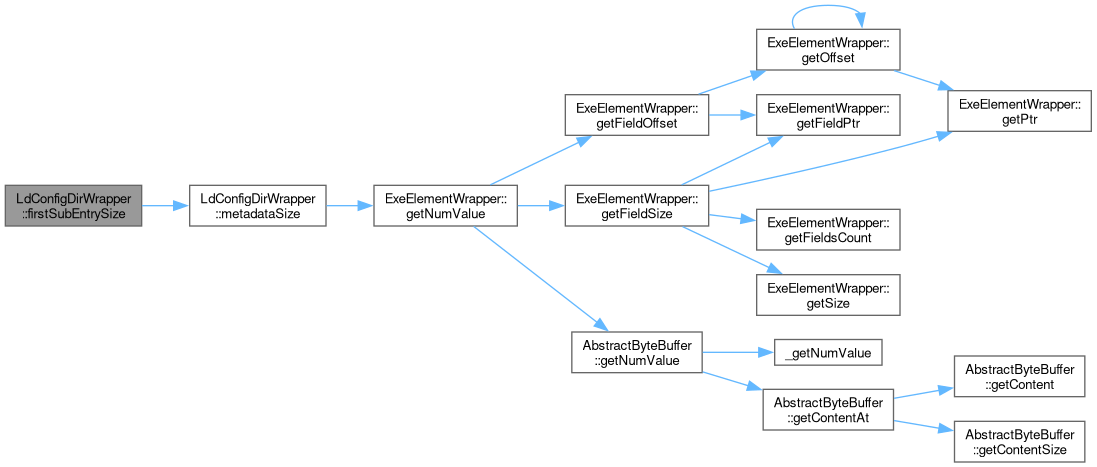 LdConfigDirWrapper
::firstSubEntrySize
LdConfigDirWrapper
::metadataSize
ExeElementWrapper::
getNumValue
ExeElementWrapper::
getFieldOffset
ExeElementWrapper::
getOffset
ExeElementWrapper::
getPtr
ExeElementWrapper::
getFieldPtr
ExeElementWrapper::
getFieldSize
ExeElementWrapper::
getFieldsCount
ExeElementWrapper::
getSize
AbstractByteBuffer
::getNumValue
_getNumValue
AbstractByteBuffer
::getContentAt
AbstractByteBuffer
::getContent
AbstractByteBuffer
::getContentSize